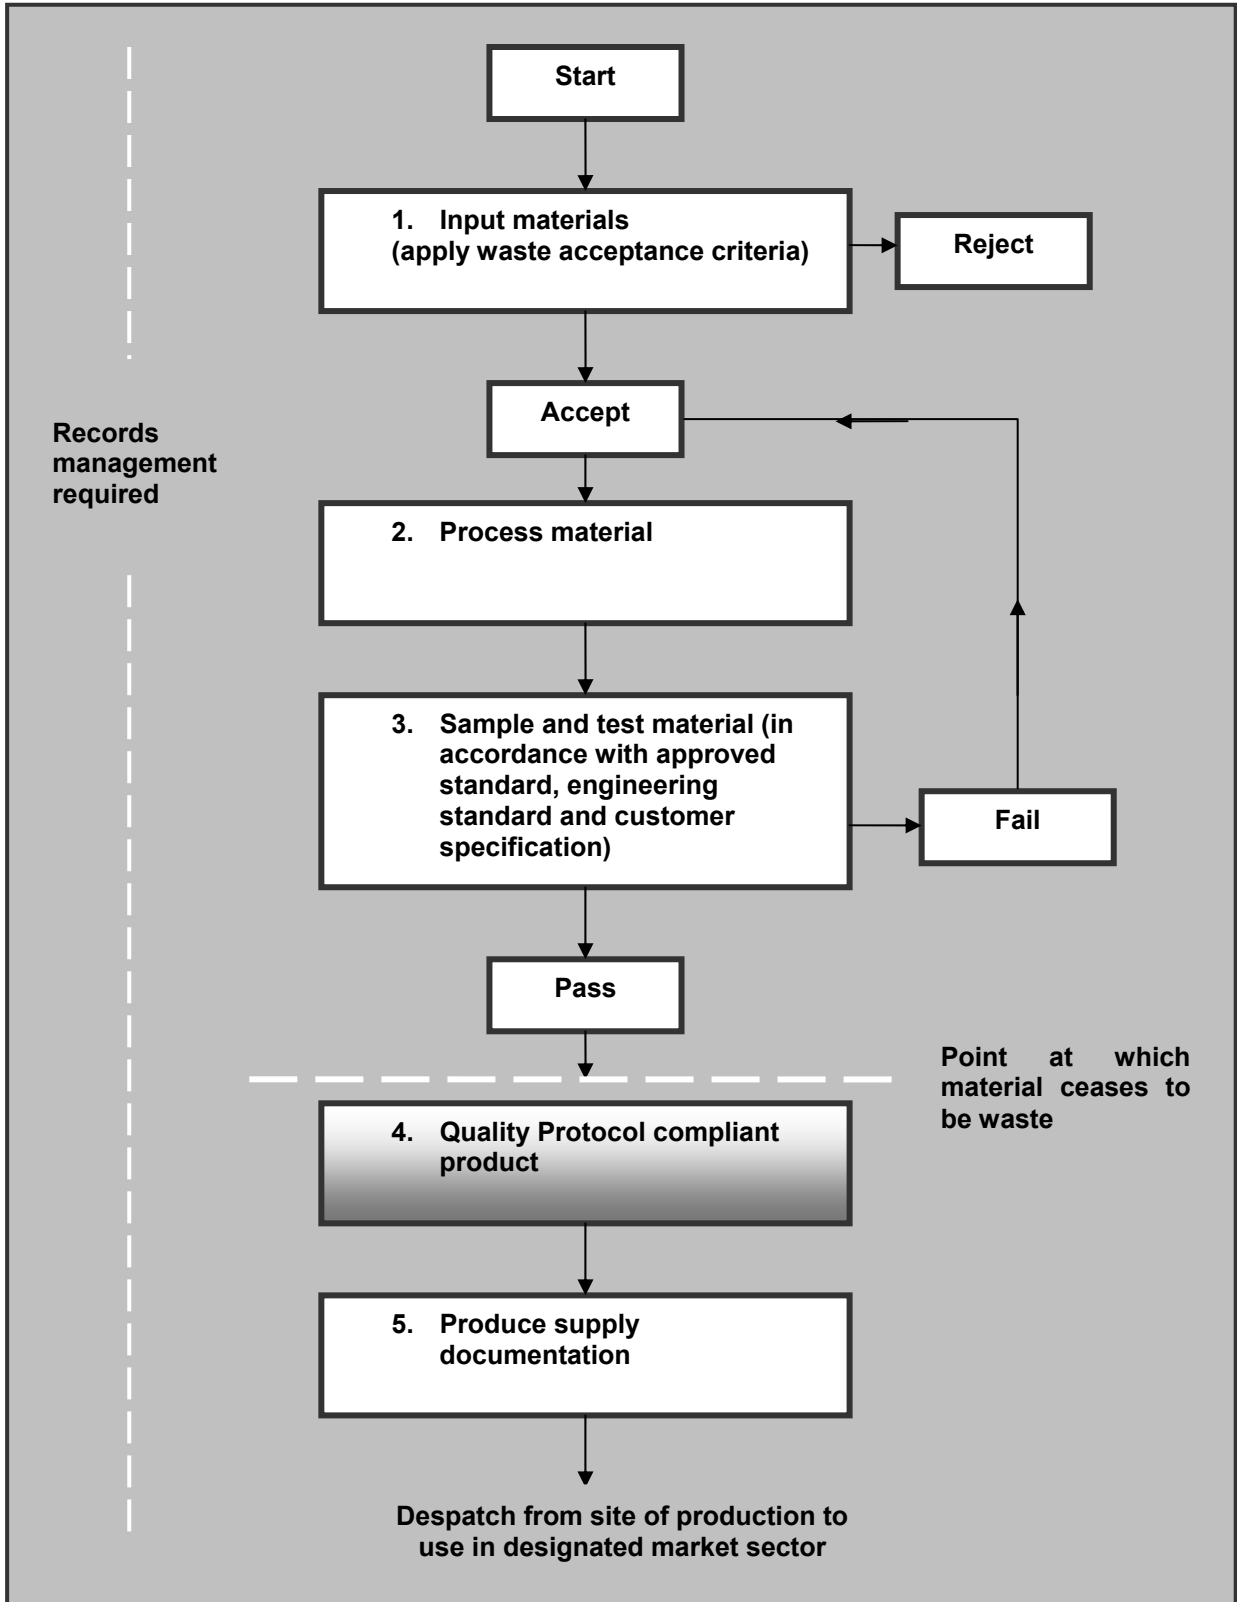 Start
1. Input materials
(apply waste acceptance criteria)
Reject
Accept
Records
management
required
2. Process material
3. Sample and test material (in
accordance with approved
standard, engineering
standard and customer
specification)
Fail
Pass
Point at which
material ceases to
be waste
4. Quality Protocol compliant
product
5. Produce supply
documentation
Despatch from site of production to
use in designated market sector